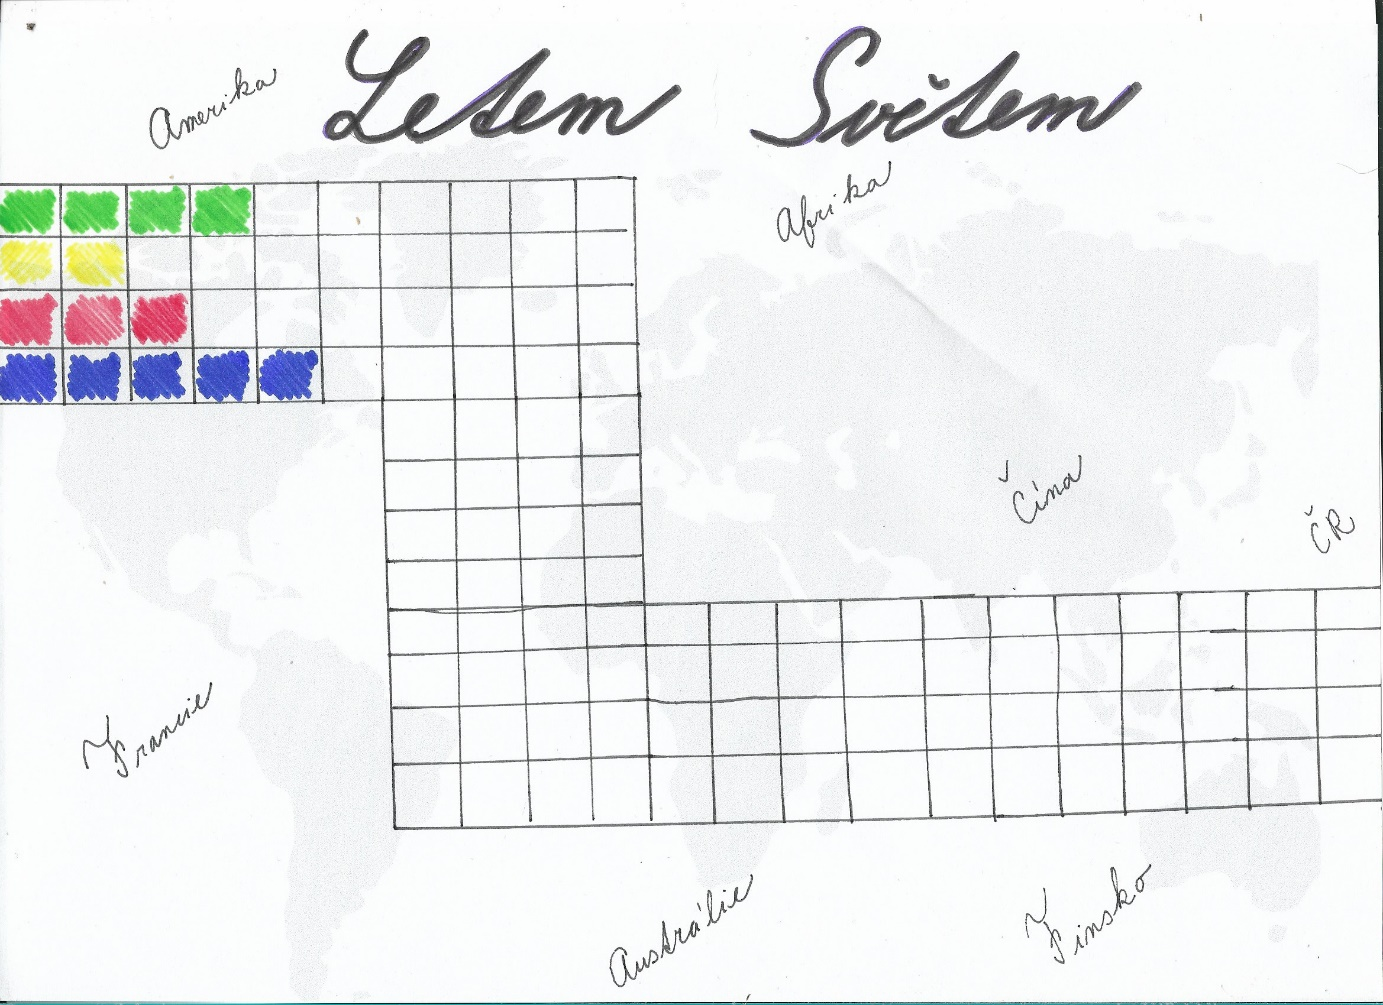 Letem Světem
Amerika
Afrika
Čína
ČR
Francie
Austrálie
Finsko